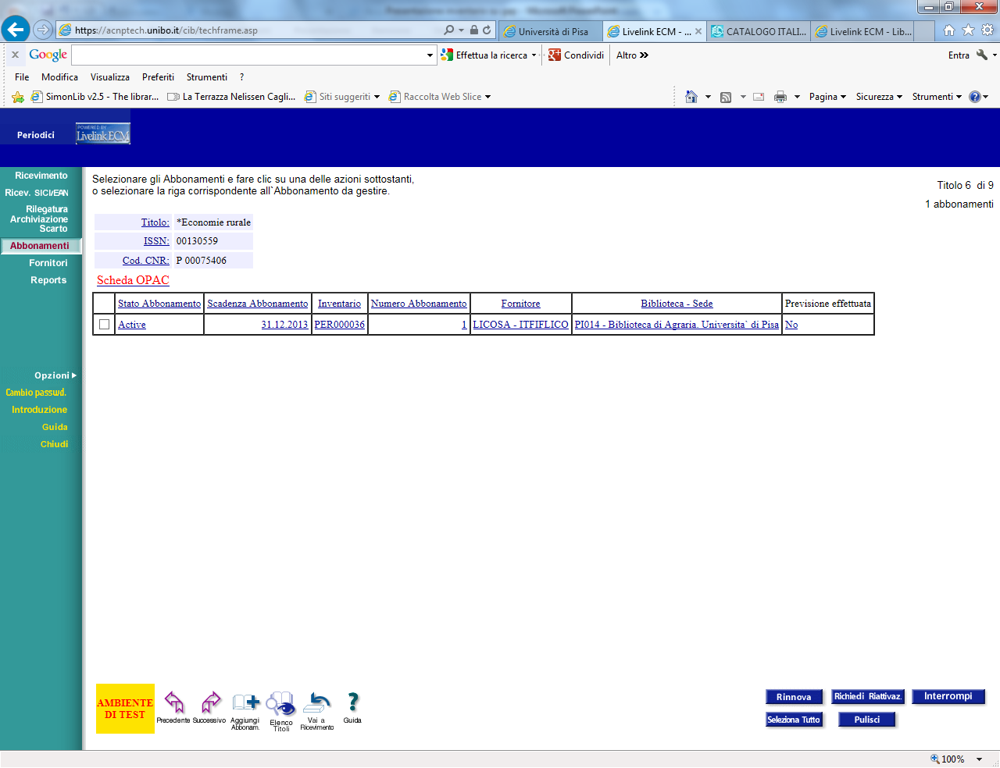 https://acnptech.unibo.it/cib/techframe.asp
Università di Pisa
Livelink ECM - ...
CATALOGO ITALI...
Livelink ECM - Lib...
x Google
Effettua la ricerca
Condividi
Altro
Entra
File Modifica Visualizza Preferiti Strumenti ?
SimonLib v2.5 - The librar...
La Terrazza Nelissen Cagli...
Siti suggeriti
Raccolta Web Slice
Pagina Sicurezza Strumenti
Periodici
POWERED BY
Livelink ECM
Ricevimento
Ricev. SICI/EAN
Rilegatura
Archiviazione
Scarto
Abbonamenti
Fornitori
Reports
Opzioni
Cambio passwd.
Introduzione
Guida
Chiudi
Selezionare gli Abbonamenti e fare clic su una delle azioni sottostanti,
o selezionare la riga corrispondente all`Abbonamento da gestire.
Titolo 6 di 9
1 abbonamenti
Titolo: *Economie rurale
ISSN: 00130559
Cod. CNR: P 00075406
Scheda OPAC
Stato Abbonamento Scadenza Abbonamento Inventario Numero Abbonamento Fornitore Biblioteca - Sede Previsione effettuata
Active 31.12.2013 PER000036 1 LICOSA - ITFIFLICO PI014 - Biblioteca di Agraria. Universita` di Pisa No
AMBIENTE
DI TEST
Precedente
Successivo
Aggiungi
Abbonam.
Elenco
Titoli
Vai a
Ricevimento
Guida
Rinnova
Richiedi Riattivaz.
Interrompi
Seleziona Tutto
Pulisci
100%